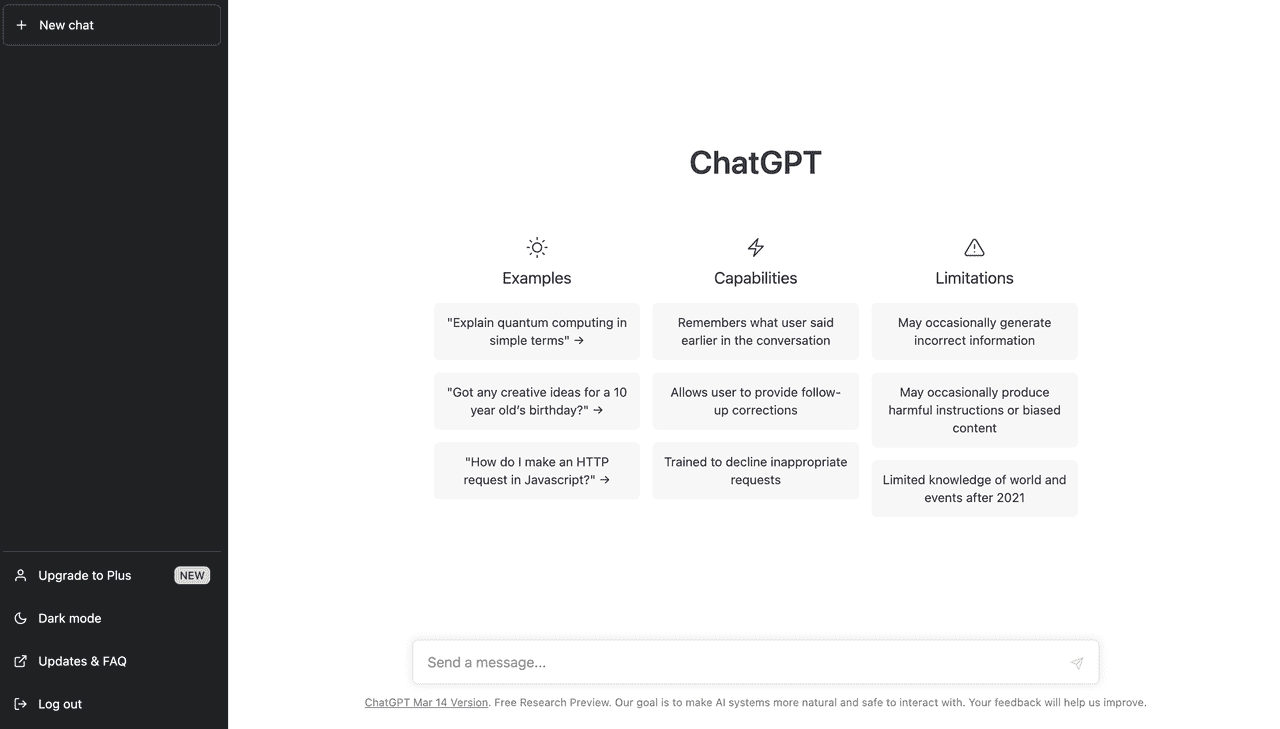 New chat
ChatGPT
Examples
"Explain quantum computing in
simple terms" →
"Got any creative ideas for a 10
year old's birthday?" →
"How do I make an HTTP
request in Javascript?" →
Capabilities
Remembers what user said
earlier in the conversation
Allows user to provide follow-
up corrections
Trained to decline inappropriate
requests
Limitations
May occasionally generate
incorrect information
May occasionally produce
harmful instructions or biased
content
Limited knowledge of world and
events after 2021
Upgrade to Plus NEW
Dark mode
Updates & FAQ
Log out
Send a message...
ChatGPT Mar 14 Version. Free Research Preview. Our goal is to make AI systems more natural and safe to interact with. Your feedback will help us improve.